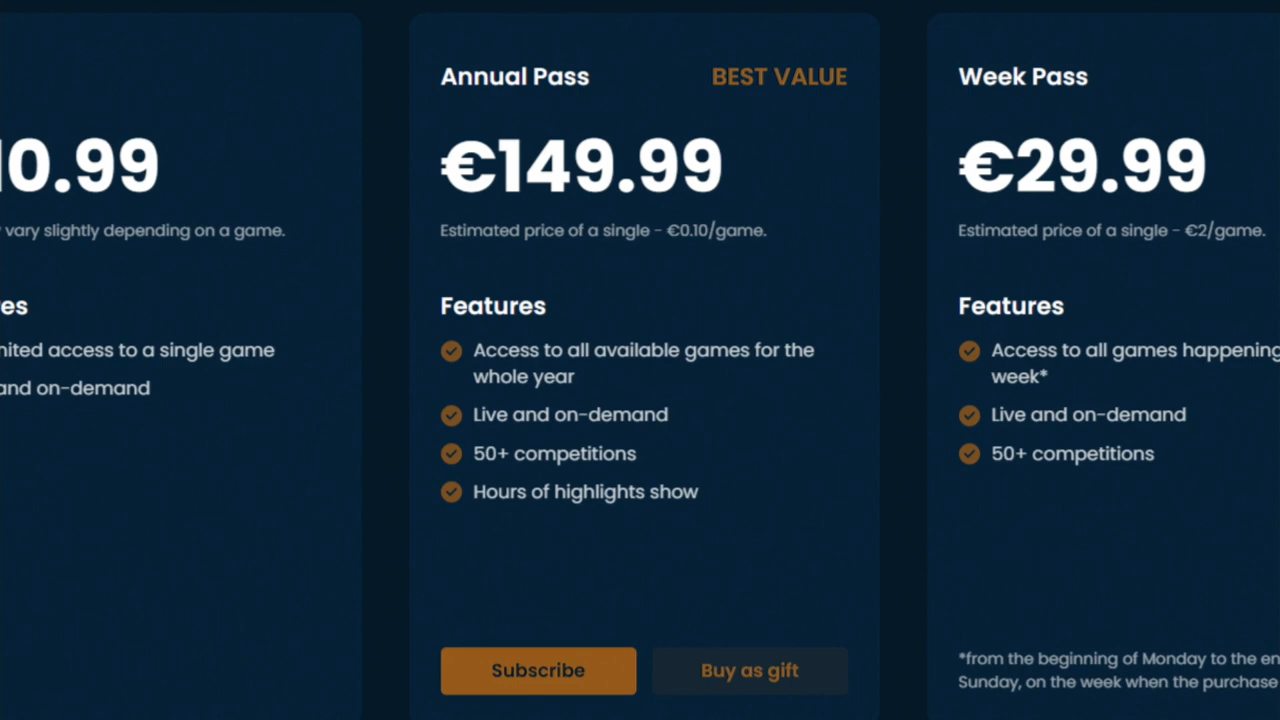 0.99
vary slightly depending on a game.
access to a single game
and on-demand
Annual Pass BEST VALUE
€149.99
Estimated price of a single - €0.10/game.
Features
Access to all available games for the
whole year
Live and on-demand
50+ competitions
Hours of highlights show
Subscribe Buy as gift
Week Pass
€29.99
Estimated price of a single - €2/game.
Features
Access to all games happening
week*
Live and on-demand
50+ competitions
*from the beginning of Monday to the
Sunday, on the week when the purchase